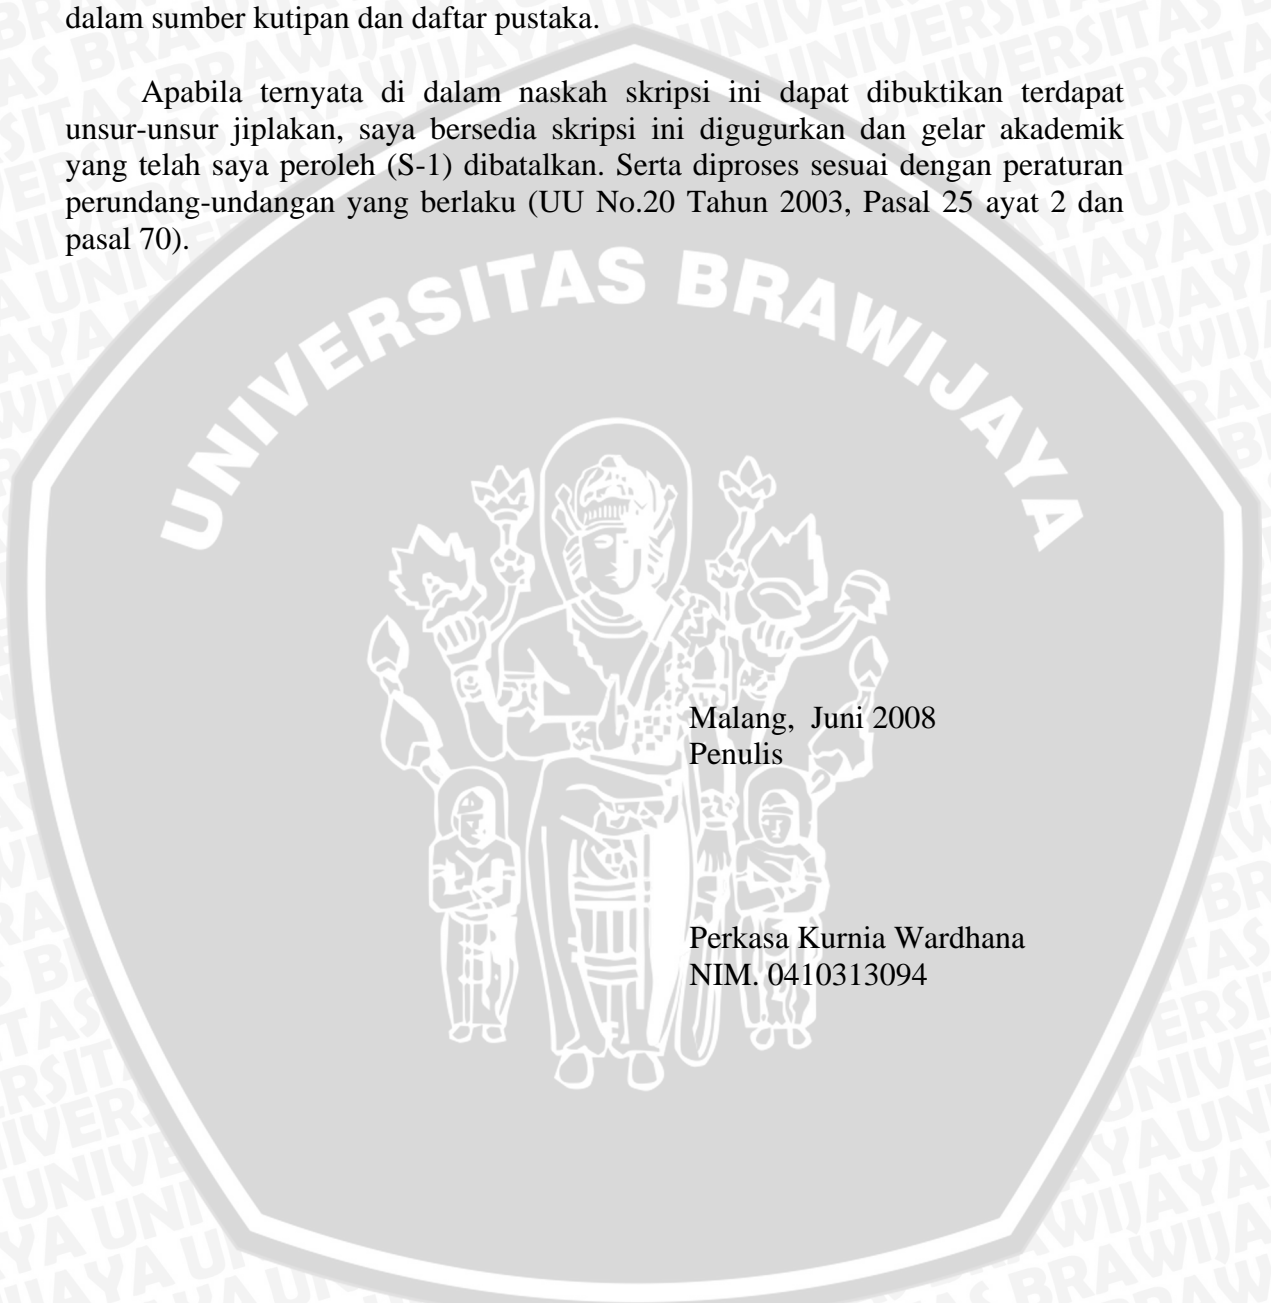 dalam sumber kutipan dan daftar pustaka.
Apabila ternyata di dalam naskah skripsi ini dapat dibuktikan terdapat
unsur-unsur jiplakan, saya bersedia skripsi ini digugurkan dan gelar akademik
yang telah saya peroleh (S-1) dibatalkan. Serta diproses sesuai dengan peraturan
perundang-undangan yang berlaku (UU No.20 Tahun 2003, Pasal 25 ayat 2 dan
pasal 70).
UNIVERSITAS BRAWIJAYA
Malang, Juni 2008
Penulis
Perkasa Kurnia Wardhana
NIM. 0410313094